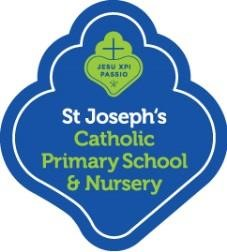 JESU XPI
PASSIO
St Joseph's
Catholic
Primary School
& Nursery